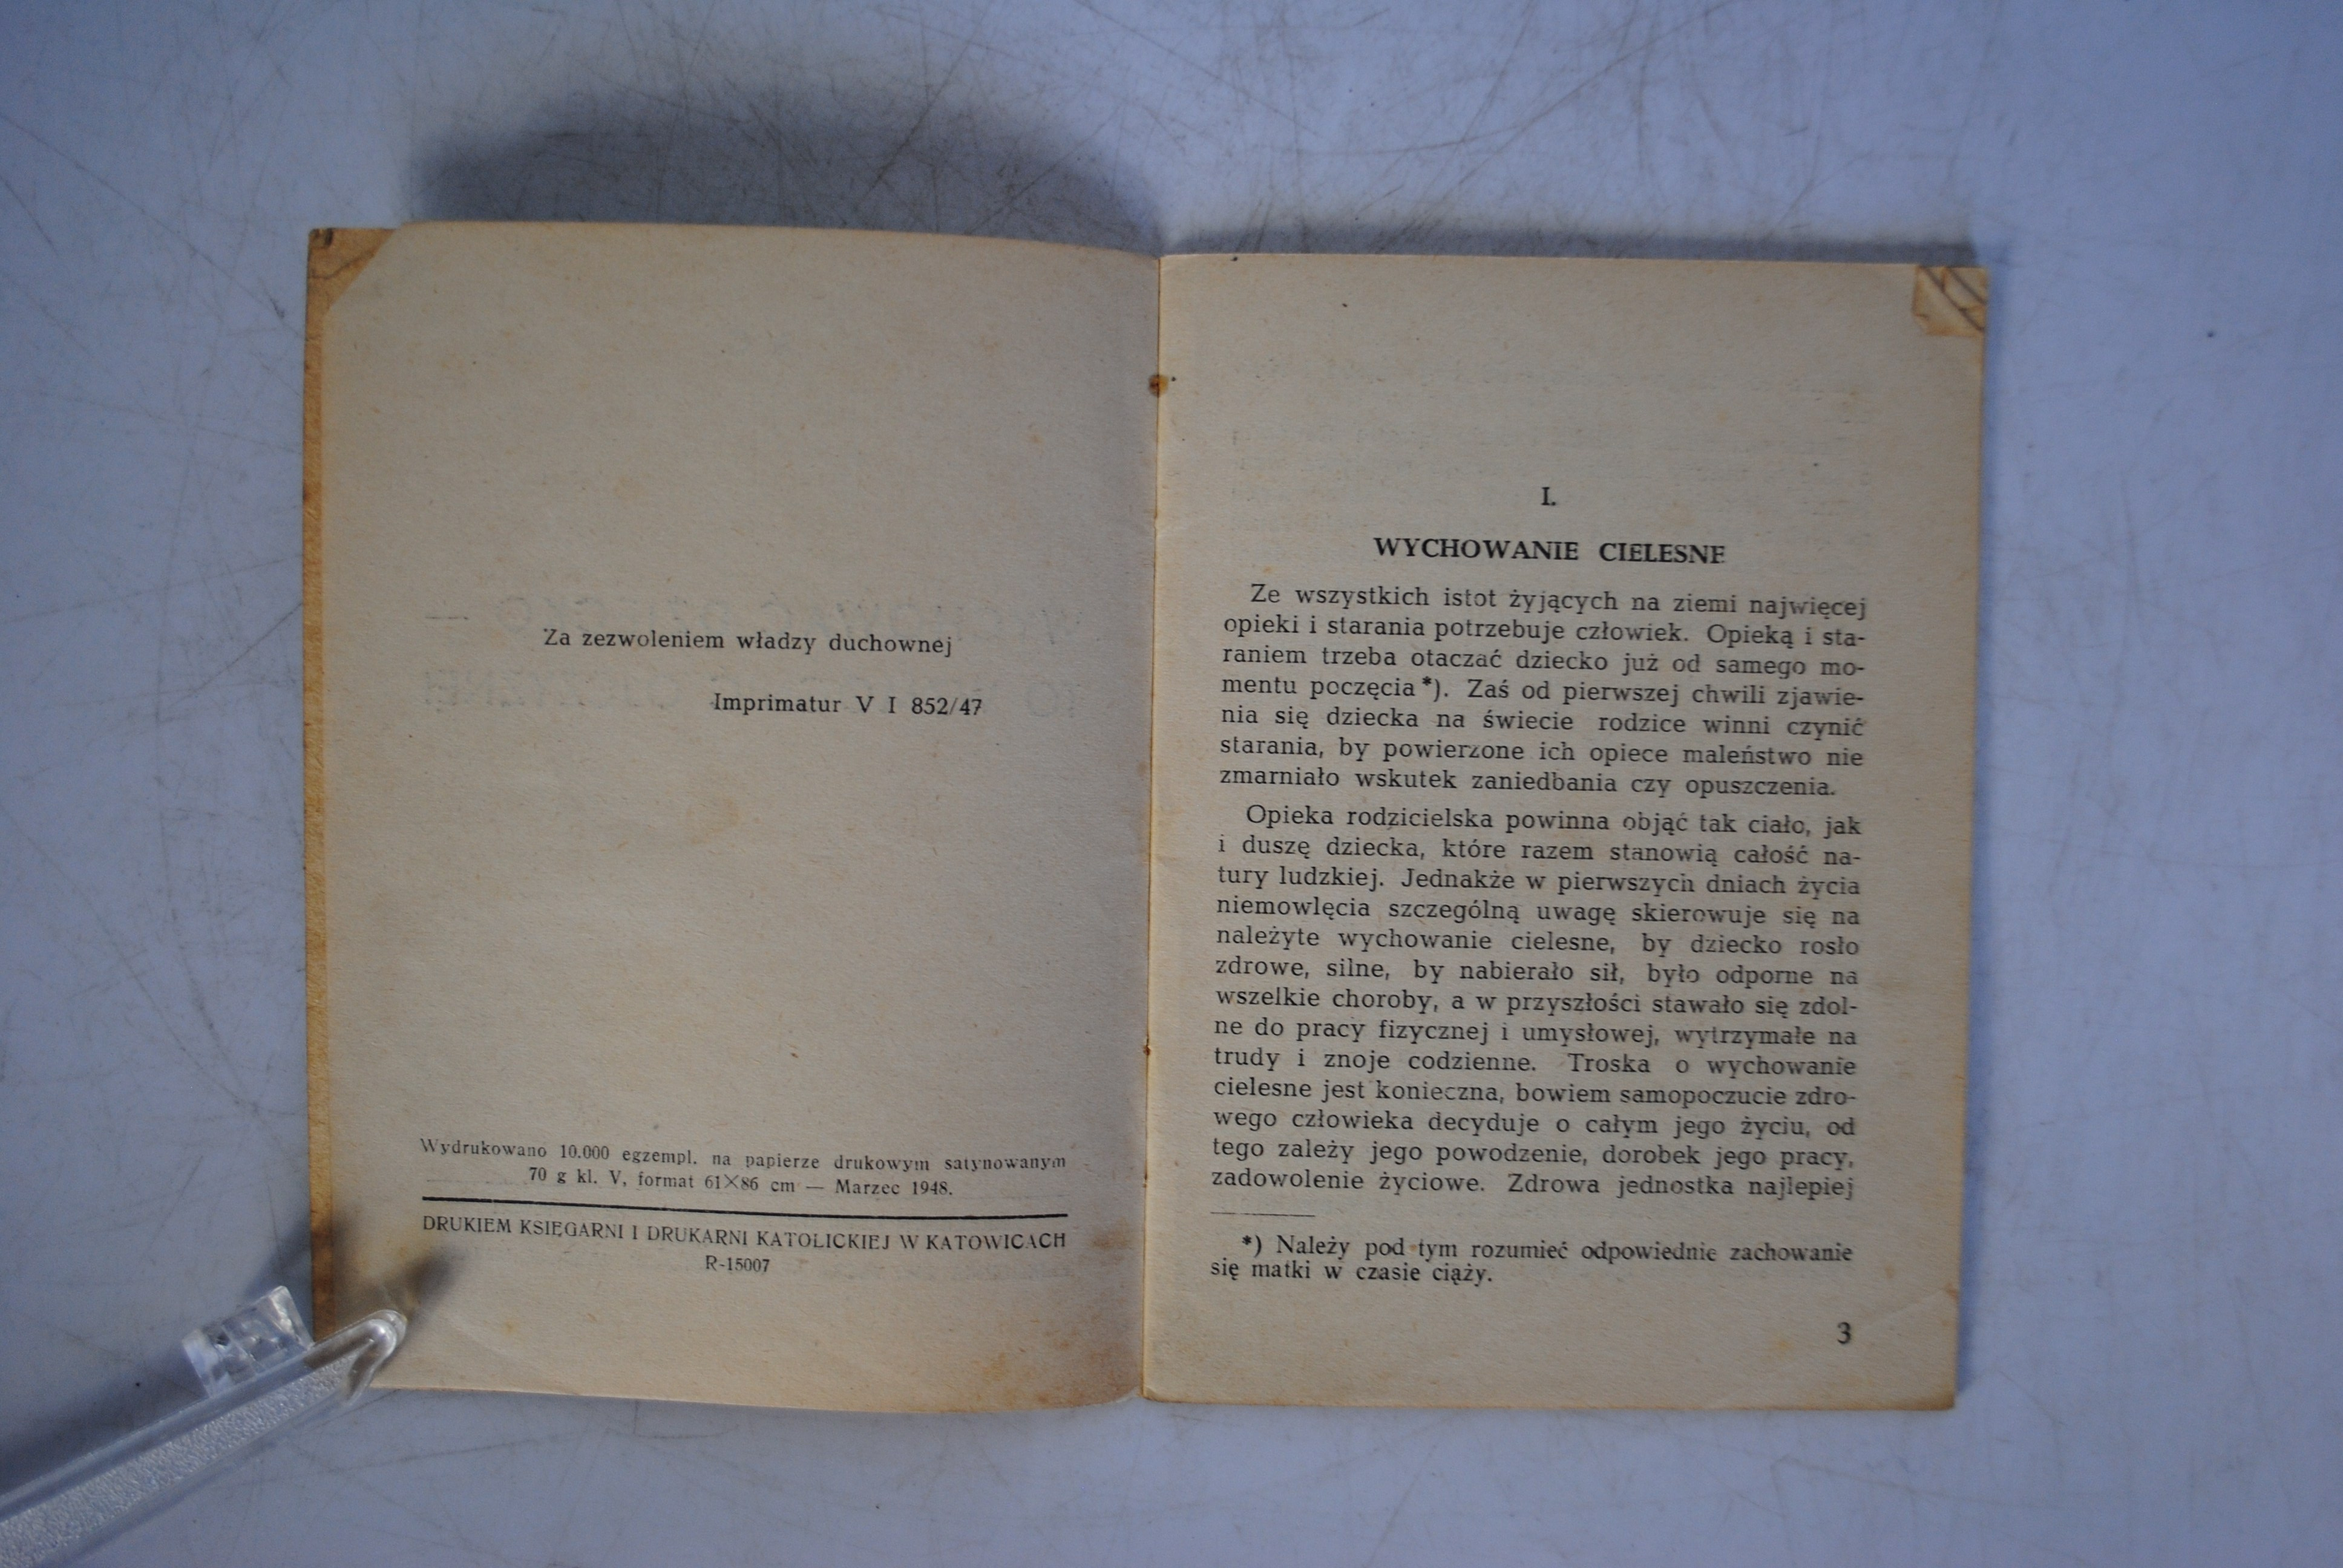 Za zezwoleniem władzy duchownej
Imprimatur V I 852/47
Wydrukowano 10.000 egzempl. na papierze drukowym satynowanym
70 g kl. V, format 61×86 cm — Marzec 1948.
DRUKIEM KSIĘGARNI I DRUKARNI KATOLICKIEJ W KATOWICACH
R-15007
I.
WYCHOWANIE CIELESNE
Ze wszystkich istot żyjących na ziemi najwięcej
opieki i starania potrzebuje człowiek. Opieką i sta-
raniem trzeba otaczać dziecko już od samego mo-
mentu poczęcia*). Zaś od pierwszej chwili zjawie-
nia się dziecka na świecie rodzice winni czynić
starania, by powierzone ich opiece maleństwo nie
zmarniało wskutek zaniedbania czy opuszczenia.
Opieka rodzicielska powinna objąć tak ciało, jak
i duszę dziecka, które razem stanowią całość na-
tury ludzkiej. Jednakże w pierwszych dniach życia
niemowlęcia szczególną uwagę skierowuje się na
należyte wychowanie cielesne, by dziecko rosło
zdrowe, silne, by nabierało sił, było odporne na
wszelkie choroby, a w przyszłości stawało się zdol-
ne do pracy fizycznej i umysłowej, wytrzymałe na
trudy i znoje codzienne. Troska o wychowanie
cielesne jest konieczna, bowiem samopoczucie zdro-
wego człowieka decyduje o całym jego życiu, od
tego zależy jego powodzenie, dorobek jego pracy,
zadowolenie życiowe. Zdrowa jednostka najlepiej
*) Należy pod tym rozumieć odpowiednie zachowanie
się matki w czasie ciąży.
3